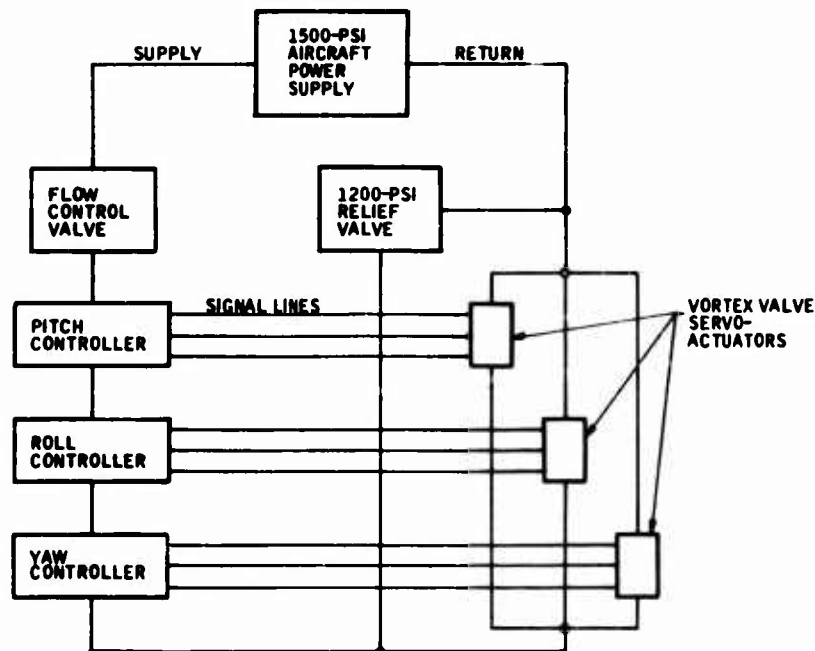 SUPPLY
1500-PSI
AIRCRAFT
POWER
SUPPLY
RETURN
FLOW
CONTROL
VALVE
1200-PSI
RELIEF
VALVE
SIGNAL LINES
PITCH
CONTROLLER
VORTEX VALVE
SERVO-
ACTUATORS
ROLL
CONTROLLER
YAW
CONTROLLER